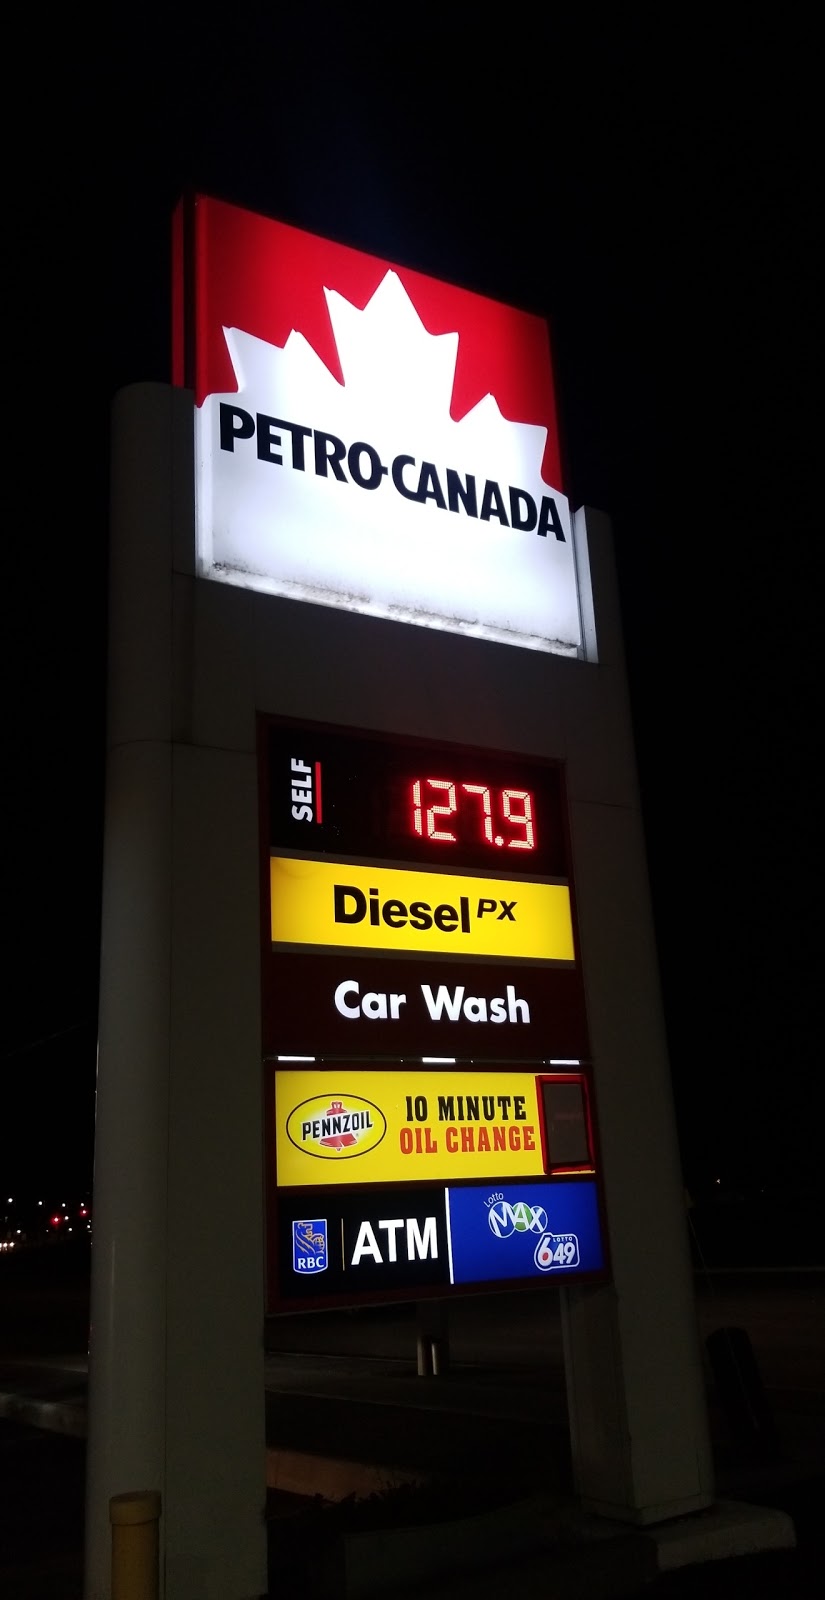 PETRO-CANADA
SELF
127.9
Diesel PX
Car Wash
PENNZOIL
10 MINUTE
OIL CHANGE
RBC
ATM
Lotto
MAX
LOTTO
649